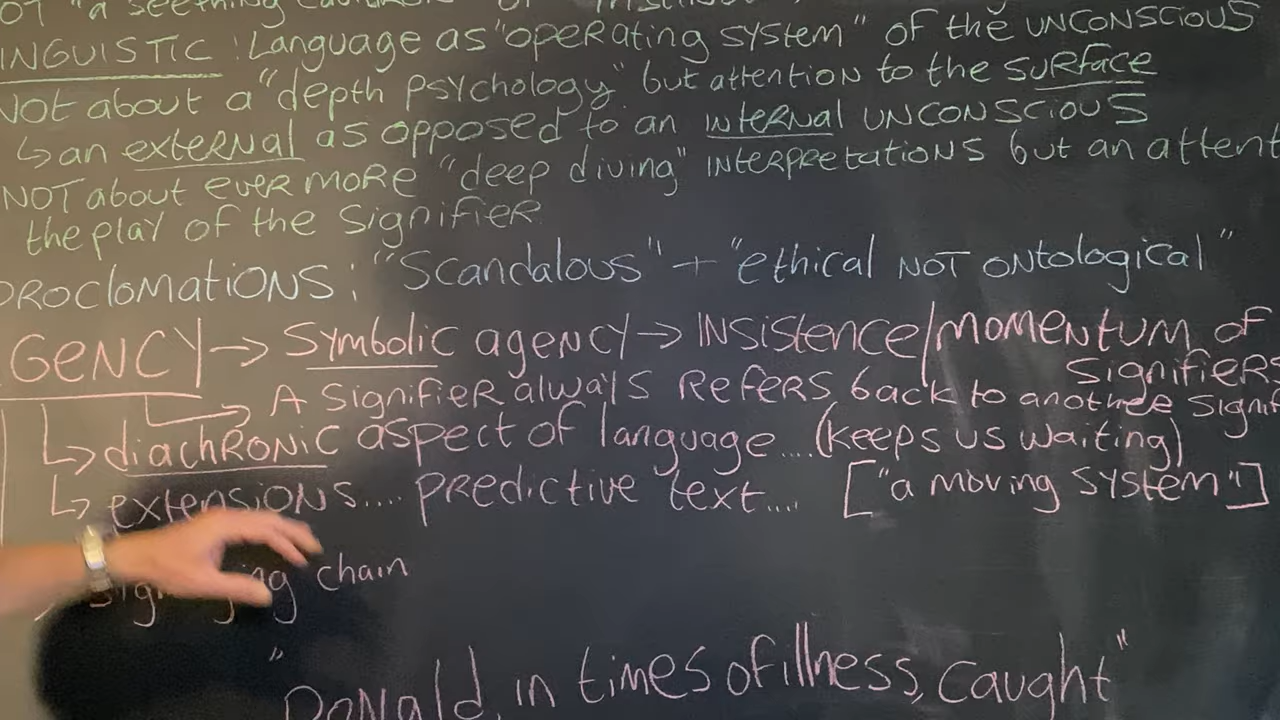 OT "a seething
INGUISTIC : Language as "operating system" of the UNCONSCIOUS
NOT about a "depth psychology" but attention to the surface
↳ an external as opposed to an internal UNCONSCIOUS
NOT about ever more "deep diving" interpretations but an attent
the play of the signifier
PROCLOMATIONS : "Scandalous" + "ethical NOT ontological"
GENCY → Symbolic agency → INSistence/momentum of
signifiers
A signifier always Refers back to another signif
↳ diachronic aspect of language.... (keeps us waiting)
↳ extensions.... predictive text.... ["a moving system"]
chain
"Donald, in times of illness, caught"